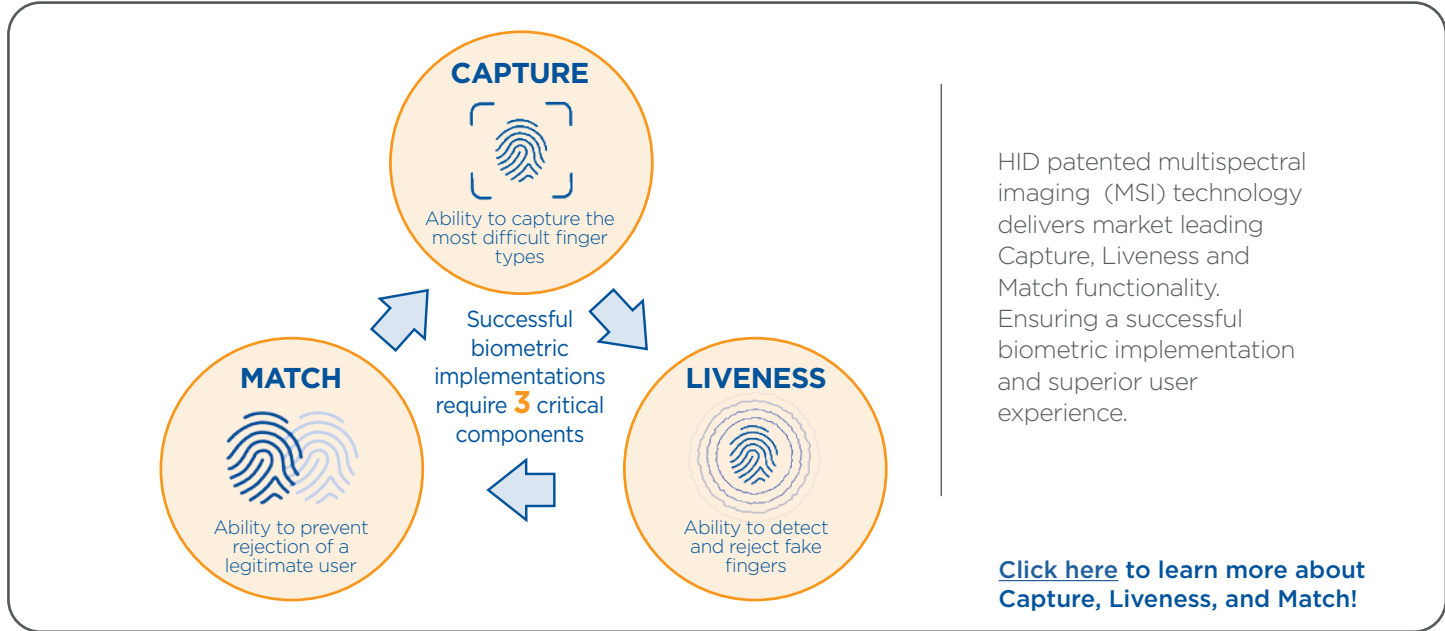 CAPTURE
Ability to capture the
most difficult finger
types
Successful
biometric
implementations
require 3 critical
components
MATCH
Ability to prevent
rejection of a
legitimate user
LIVENESS
Ability to detect
and reject fake
fingers
HID patented multispectral
imaging (MSI) technology
delivers market leading
Capture, Liveness and
Match functionality.
Ensuring a successful
biometric implementation
and superior user
experience.
Click here to learn more about
Capture, Liveness, and Match!